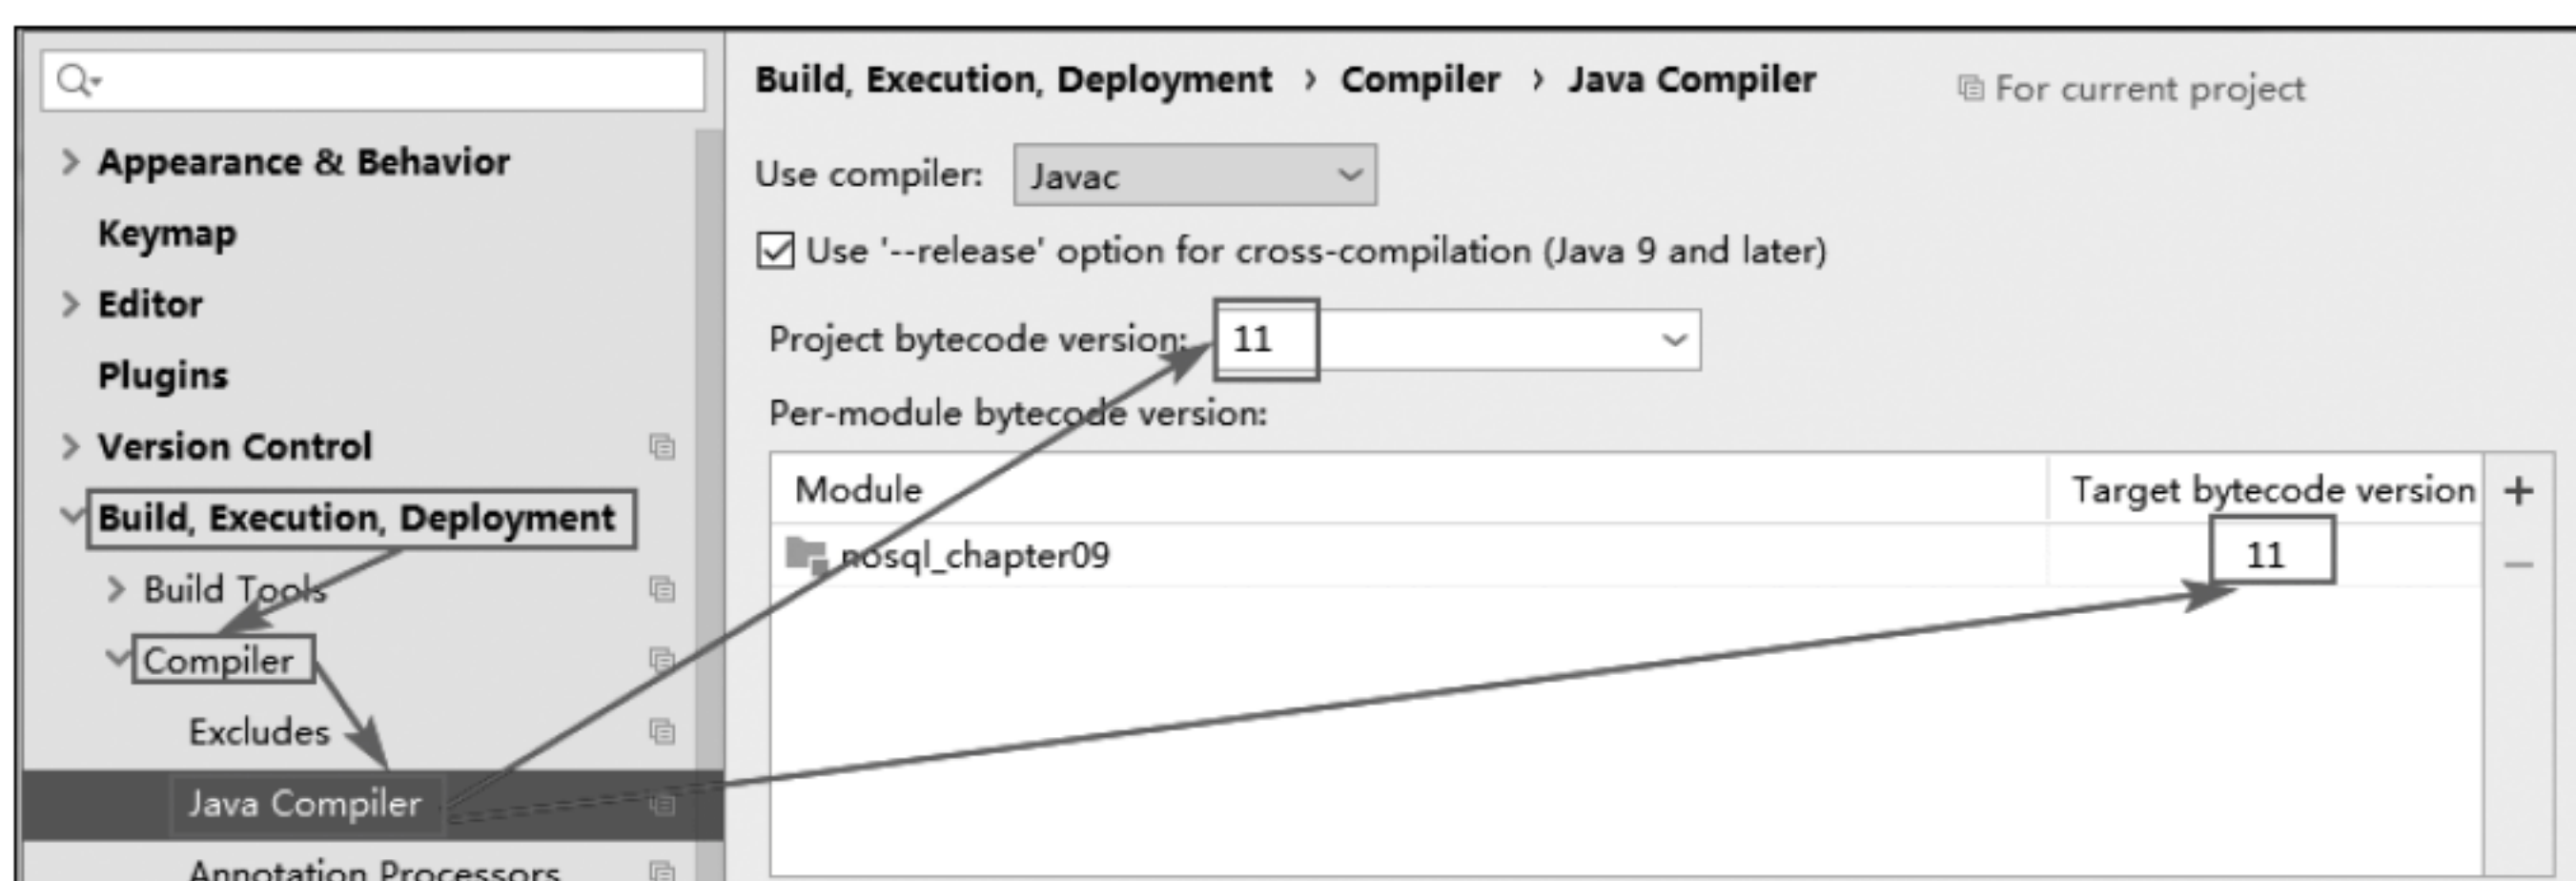 Appearance & Behavior
Keymap
Editor
Plugins
Version Control
Build, Execution, Deployment
Build Tools
Compiler
Excludes
Java Compiler
Annotation Processors
Build, Execution, Deployment › Compiler › Java Compiler
For current project
Use compiler: Javac
Use '--release' option for cross-compilation (Java 9 and later)
Project bytecode version: 11
Per-module bytecode version:
Module Target bytecode version
nosql_chapter09 11